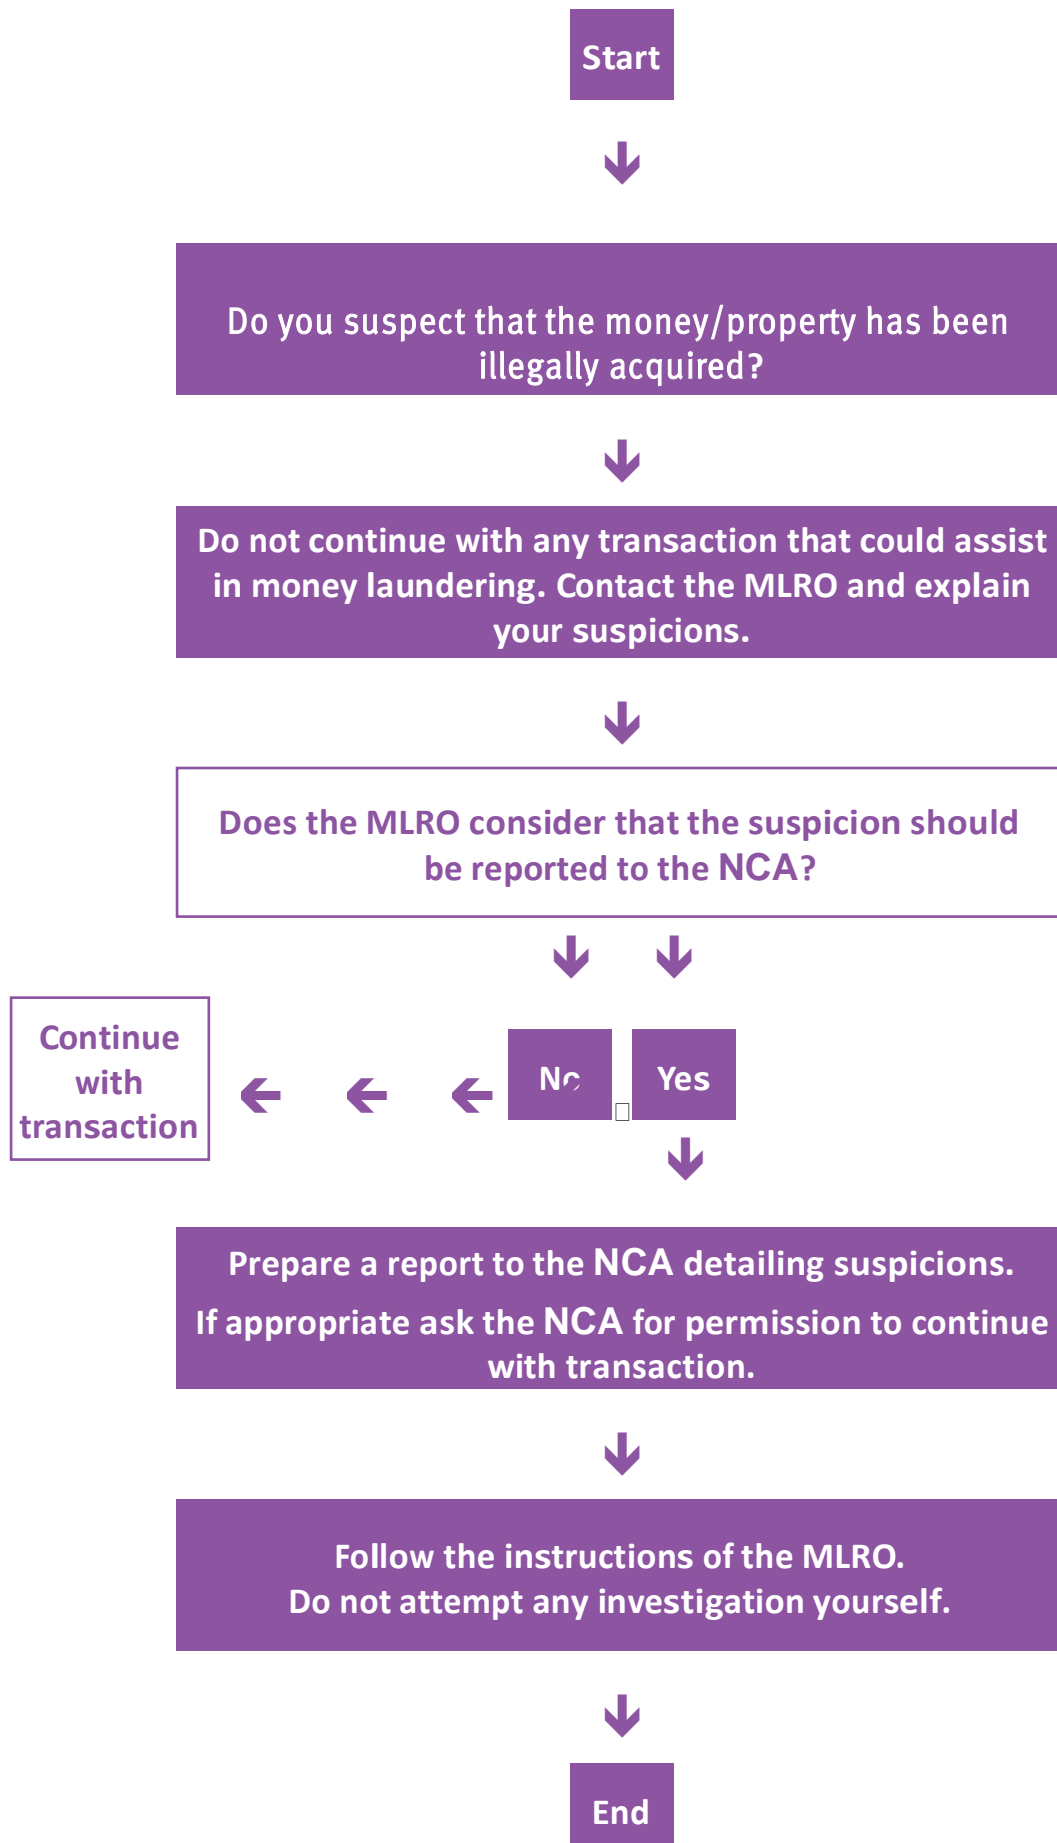 Start
Do you suspect that the money/property has been
illegally acquired?
Do not continue with any transaction that could assist
in money laundering. Contact the MLRO and explain
your suspicions.
Does the MLRO consider that the suspicion should
be reported to the NCA?
Continue
with
transaction
No
Yes
Prepare a report to the NCA detailing suspicions.
If appropriate ask the NCA for permission to continue
with transaction.
Follow the instructions of the MLRO.
Do not attempt any investigation yourself.
End